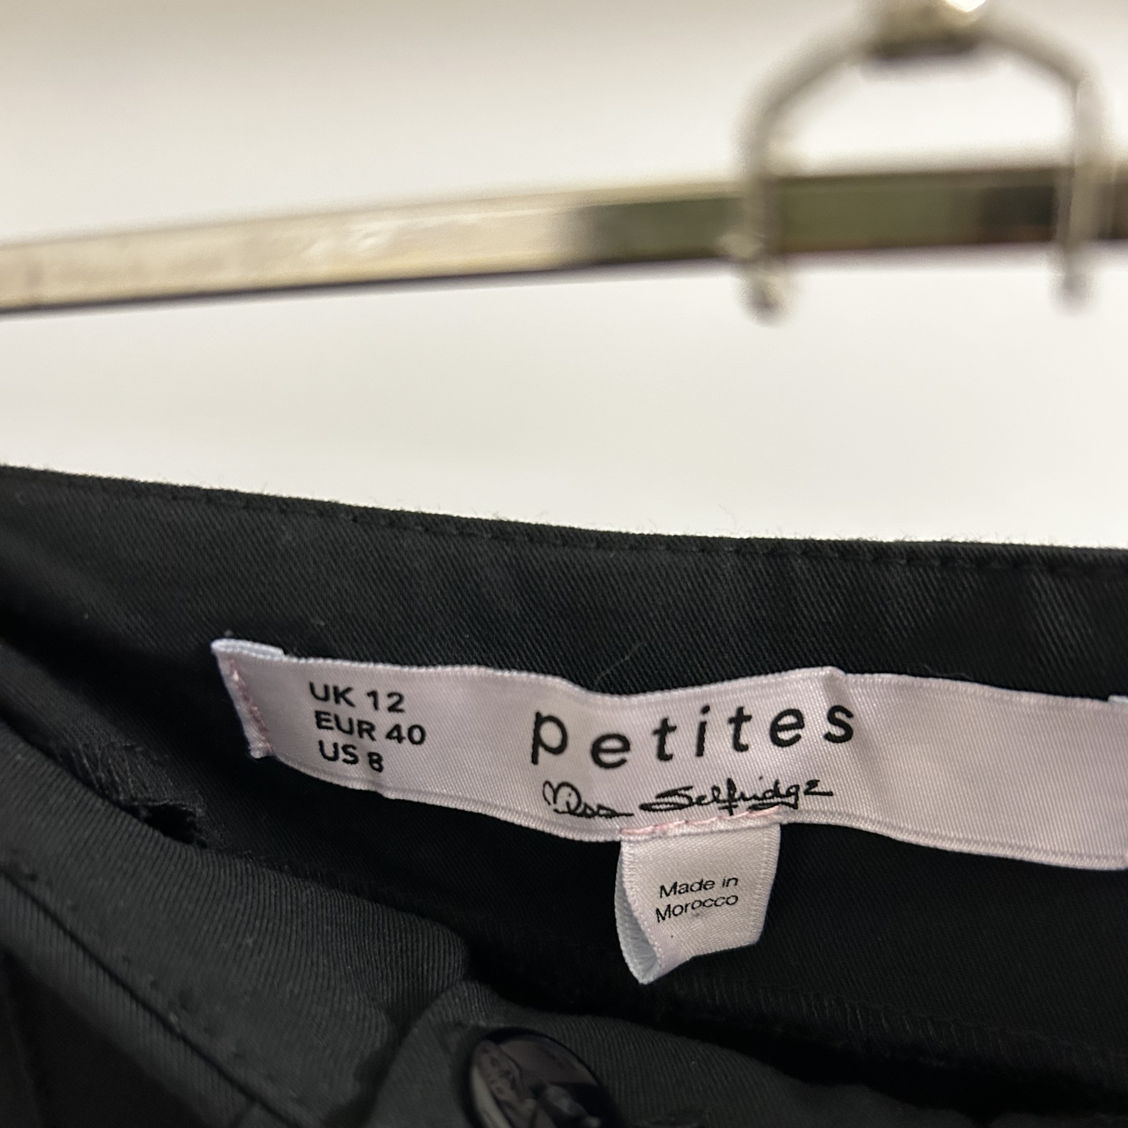 UK 12
EUR 40
US 8
petites
Miss Selfridge
Made in
Morocco